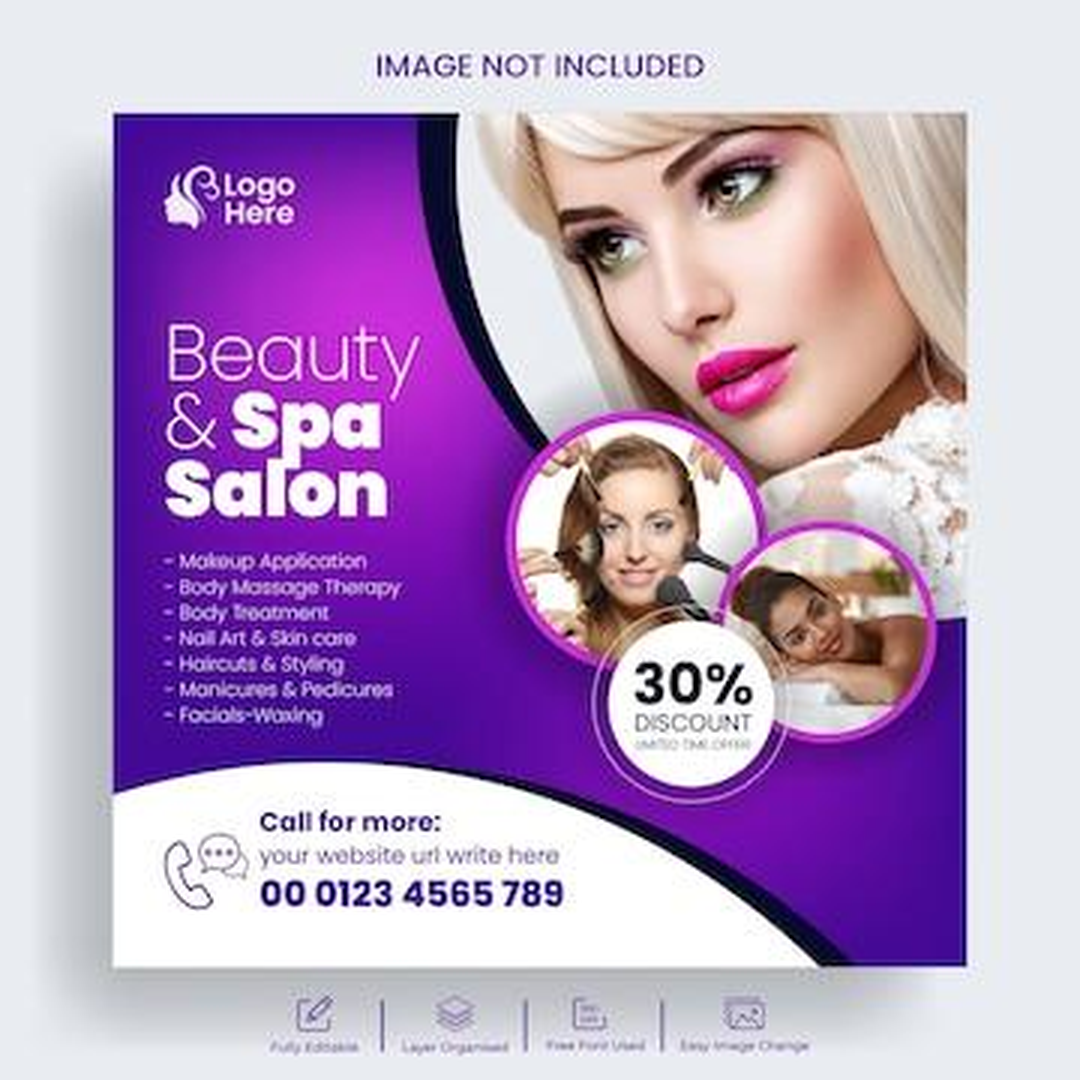 IMAGE NOT INCLUDED
Logo
Here
Beauty
& Spa
Salon
- Makeup Application
- Body Massage Therapy
- Body Treatment
- Nail Art & Skin care
- Haircuts & Styling
- Manicures & Pedicures
- Facials-Waxing
30%
DISCOUNT
LIMITED TIME OFFER
Call for more:
your website url write here
00 0123 4565 789
Fully Editable
Layer Organised
Free Font Used
Easy Image Change